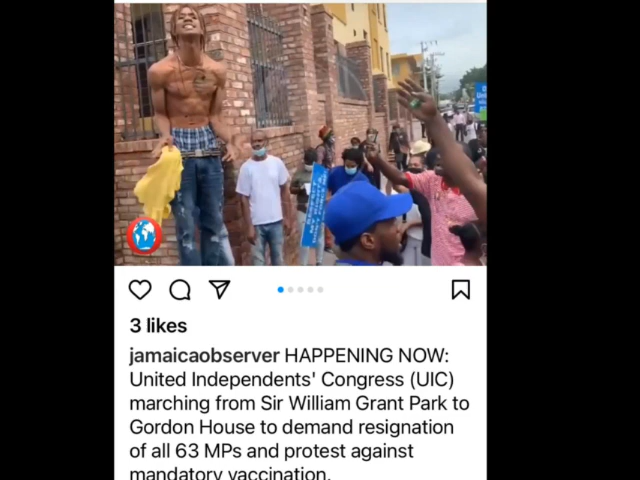 3 likes
jamaicaobserver HAPPENING NOW:
United Independents' Congress (UIC)
marching from Sir William Grant Park to
Gordon House to demand resignation
of all 63 MPs and protest against
mandatory vaccination.